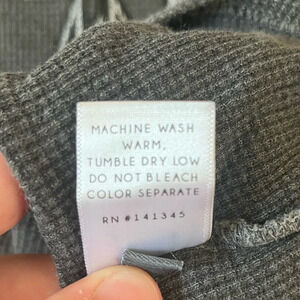 MACHINE WASH
WARM,
TUMBLE DRY LOW
DO NOT BLEACH
COLOR SEPARATE
RN #141345